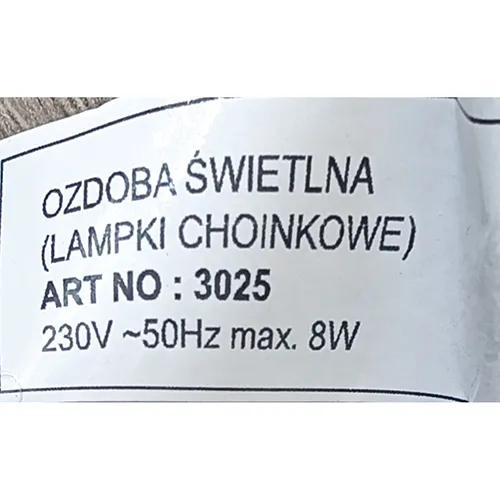 OZDOBA ŚWIETLNA
(LAMPKI CHOINKOWE)
ART NO : 3025
230V ~50Hz max. 8W